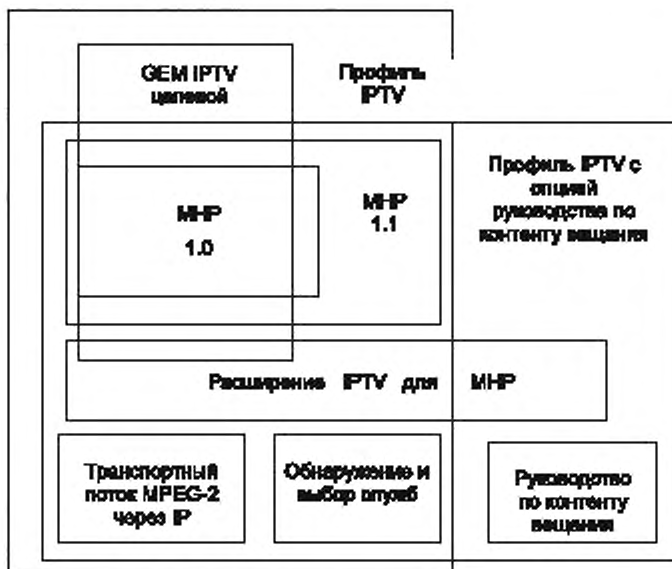 GEM IPTV
целевой
Профиль
IPTV
Профиль IPTV с
опцией
руководства по
контенту вещания
MHP
1.0
MHP
1.1
Расширение IPTV для MHP
Транспортный
поток MPEG-2
через IP
Обнаружение и
выбор служб
Руководство
по контенту
вещания